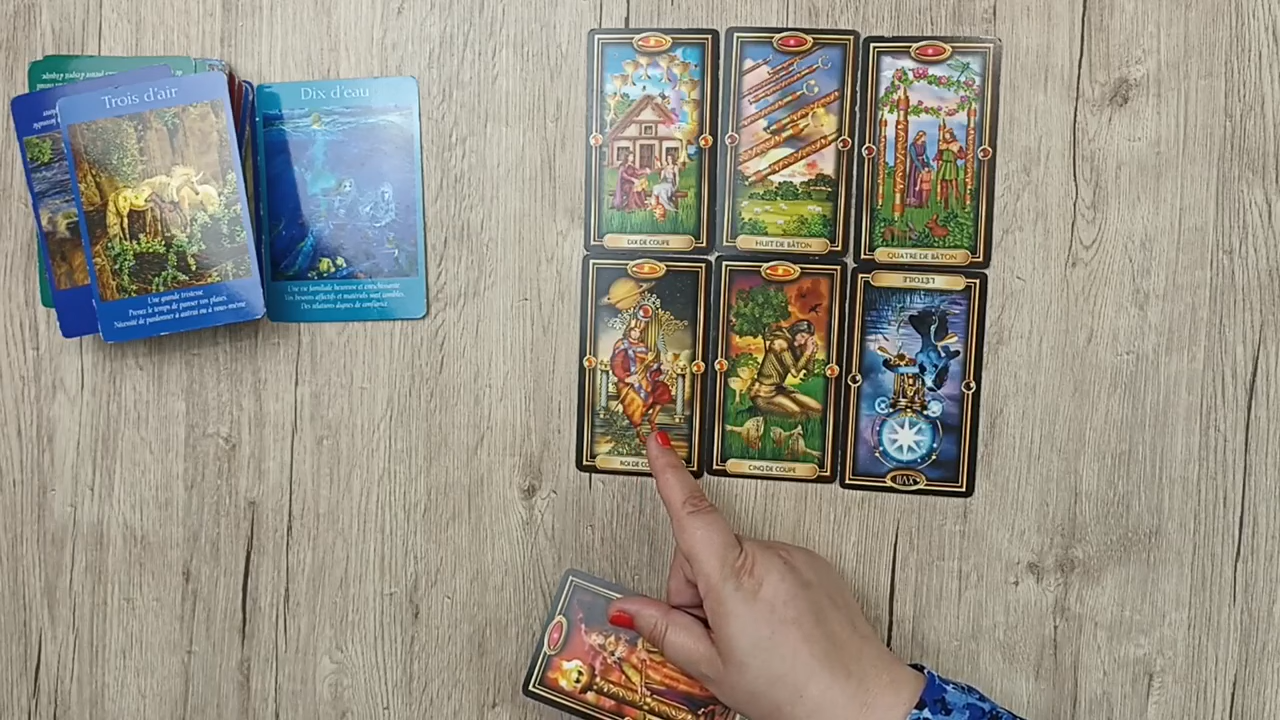 Trois d'air
Une grande tristesse
Prenez le temps de panser vos plaies
Nécessité de pardonner à autrui ou à vous-même
Dix d'eau
Une vie familiale heureuse et enrichissante
Vos besoins affectifs et matériels sont comblés.
Des relations dignes de confiance
DIX DE COUPE
HUIT DE BÂTON
QUATRE DE BÂTON
ROI DE
CINQ DE COUPE
L'ÉTOILE
XVII